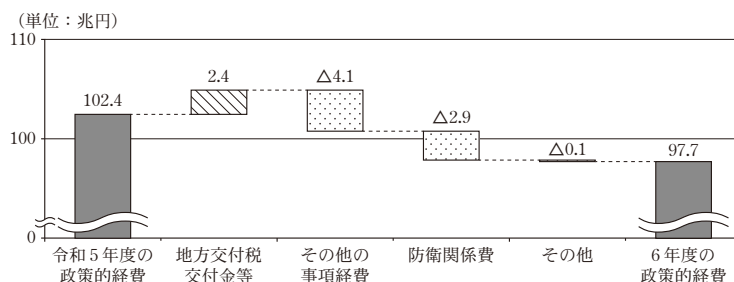 （単位：兆円）
110
100
0
102.4
2.4
△4.1
△2.9
△0.1
97.7
令和５年度の
政策的経費
地方交付税
交付金等
その他の
事項経費
防衛関係費
その他
６年度の
政策的経費